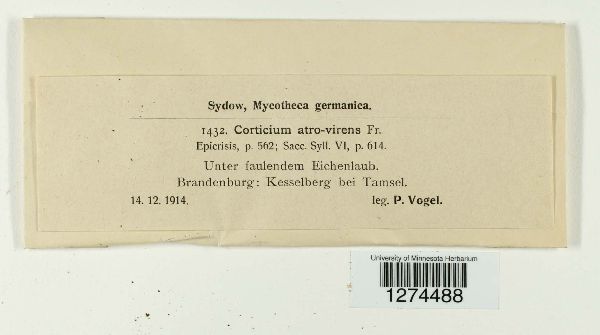 Sydow, Mycotheca germanica.
1432. Corticium atro-virens Fr.
Epicrisis, p. 562; Sacc. Syll. VI, p. 614.
Unter faulendem Eichenlaub.
Brandenburg: Kesselberg bei Tamsel.
14. 12. 1914. leg. P. Vogel.
University of Minnesota Herbarium
1274488